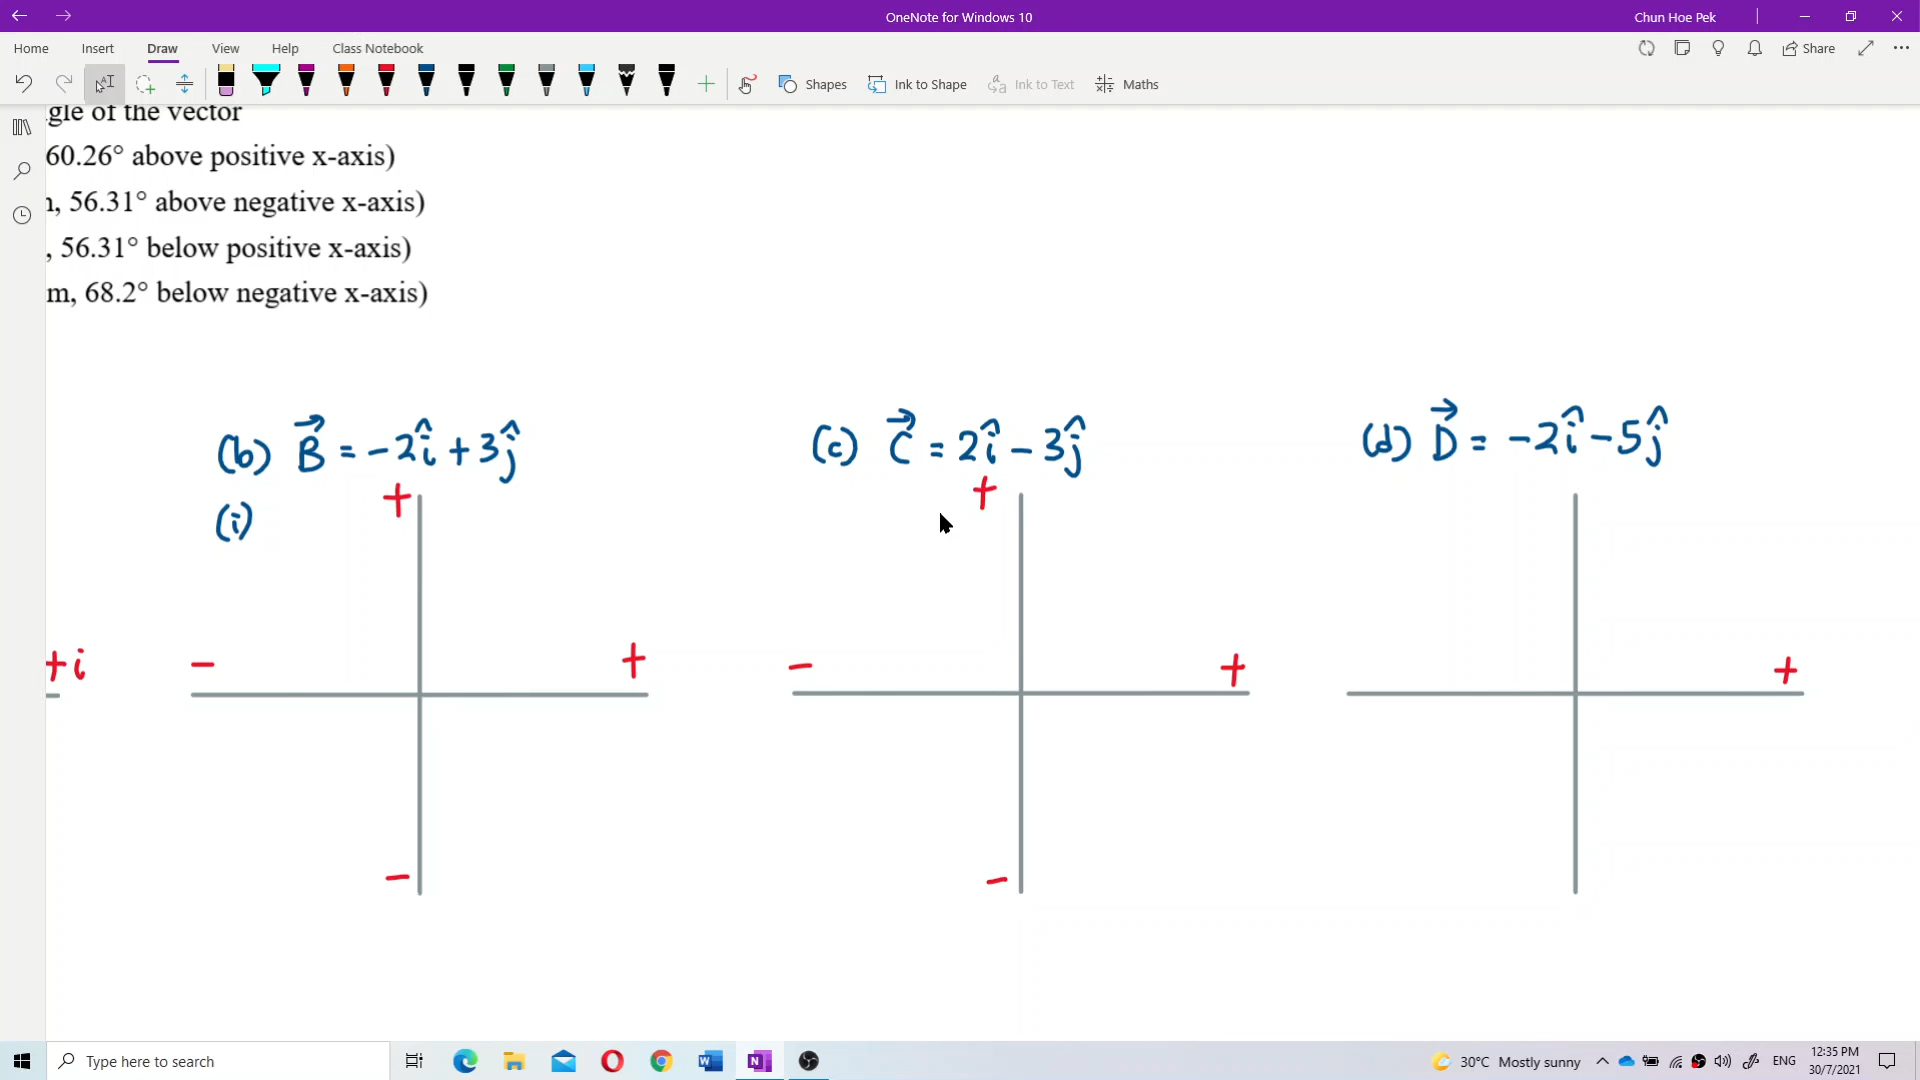 OneNote for Windows 10
Chun Hoe Pek
Home Insert Draw View Help Class Notebook
Share
Shapes Ink to Shape Ink to Text Maths
gle of the vector
60.26° above positive x-axis)
, 56.31° above negative x-axis)
, 56.31° below positive x-axis)
m, 68.2° below negative x-axis)
(b) B⃗ = -2î + 3ĵ
(c) C⃗ = 2î - 3ĵ
(d) D⃗ = -2î - 5ĵ
(i)
+
+
+i
-
+
-
+
+
-
-
Type here to search
30°C Mostly sunny
ENG
12:35 PM
30/7/2021